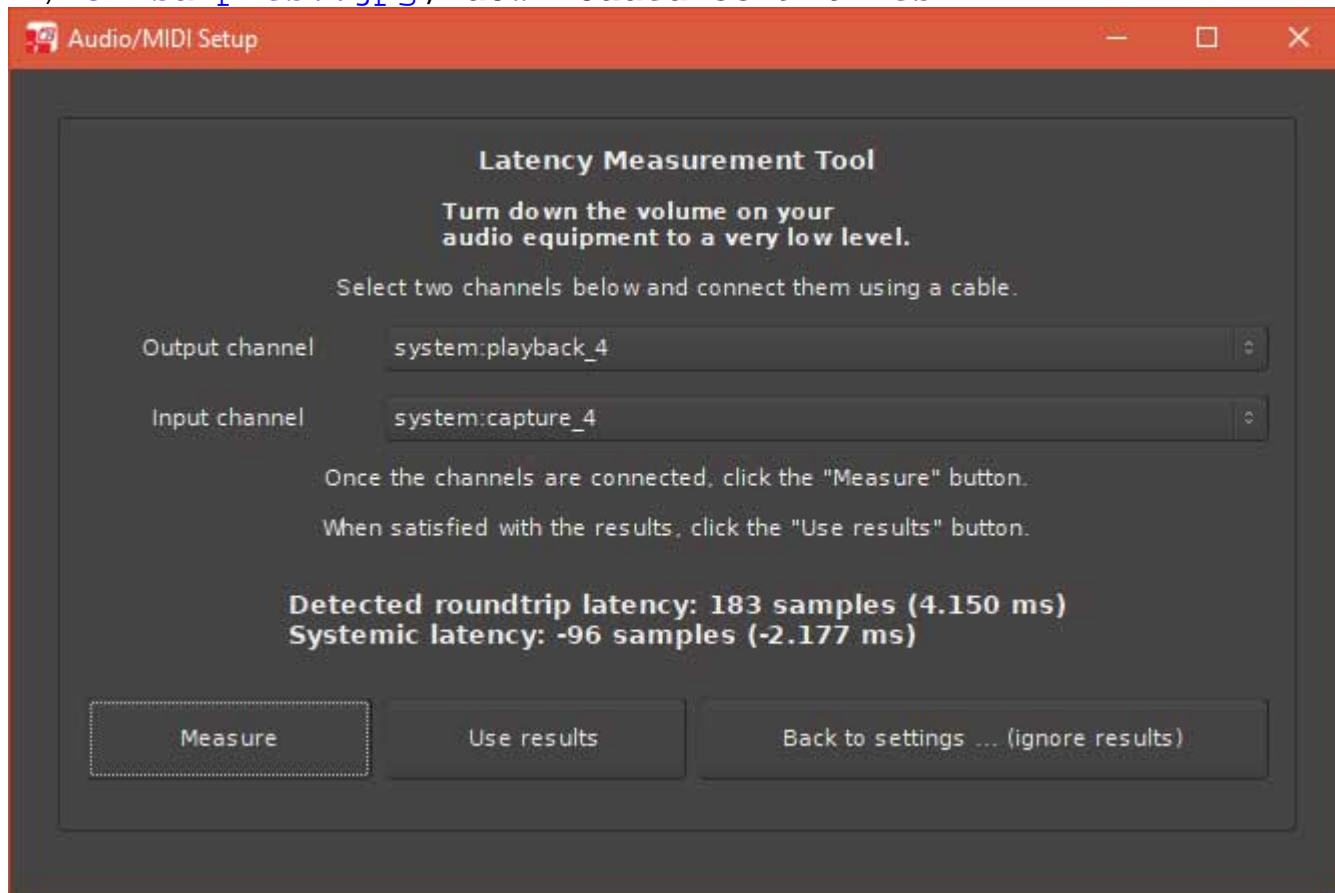 Audio/MIDI Setup
Latency Measurement Tool
Turn down the volume on your
audio equipment to a very low level.
Select two channels below and connect them using a cable.
Output channel system:playback_4
Input channel system:capture_4
Once the channels are connected, click the "Measure" button.
When satisfied with the results, click the "Use results" button.
Detected roundtrip latency: 183 samples (4.150 ms)
Systemic latency: -96 samples (-2.177 ms)
Measure Use results Back to settings ... (ignore results)